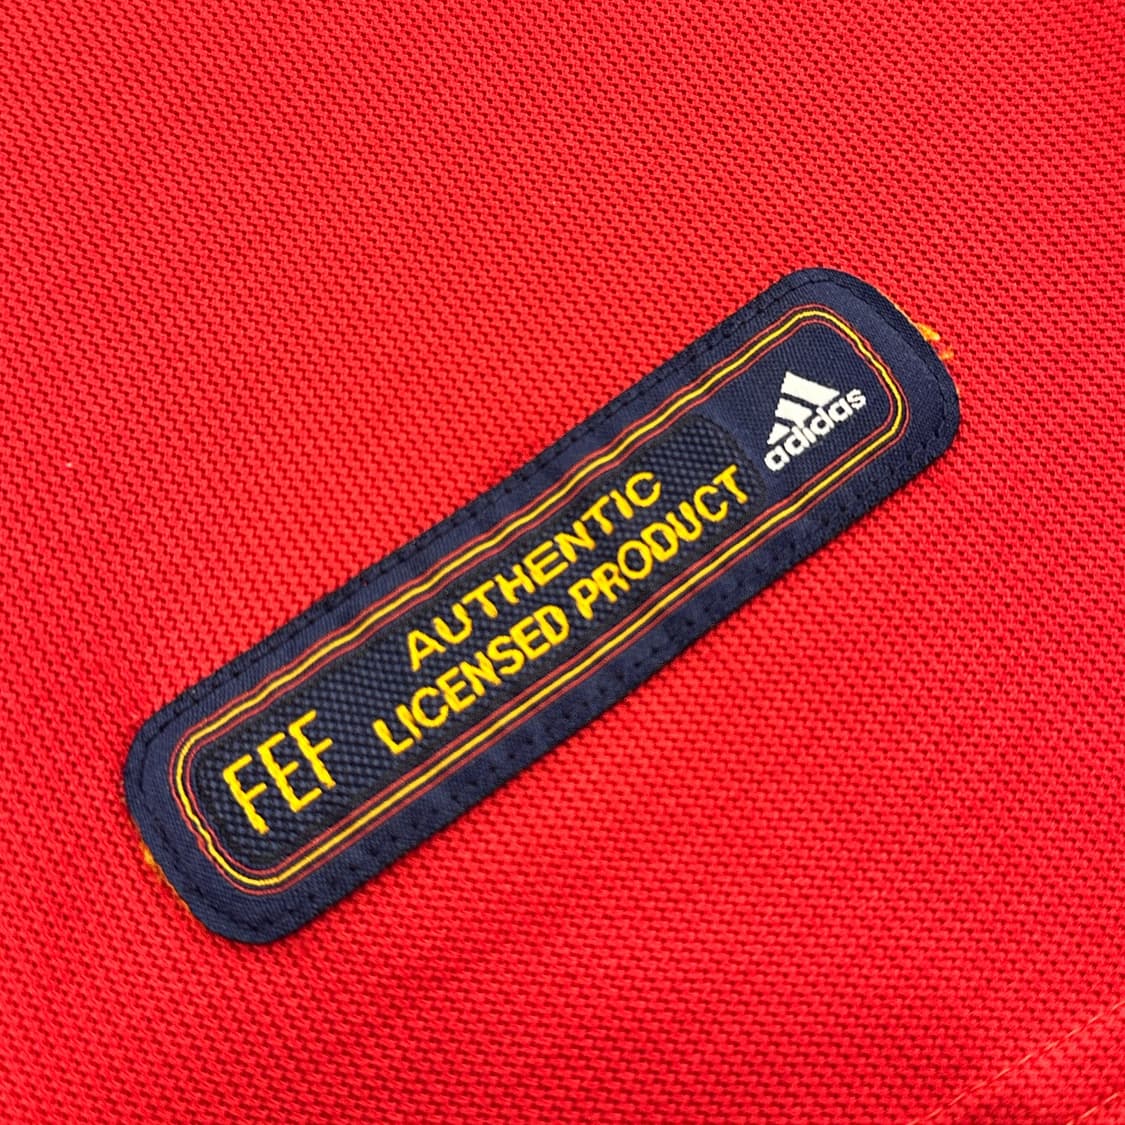 FEF
AUTHENTIC
LICENSED PRODUCT
adidas